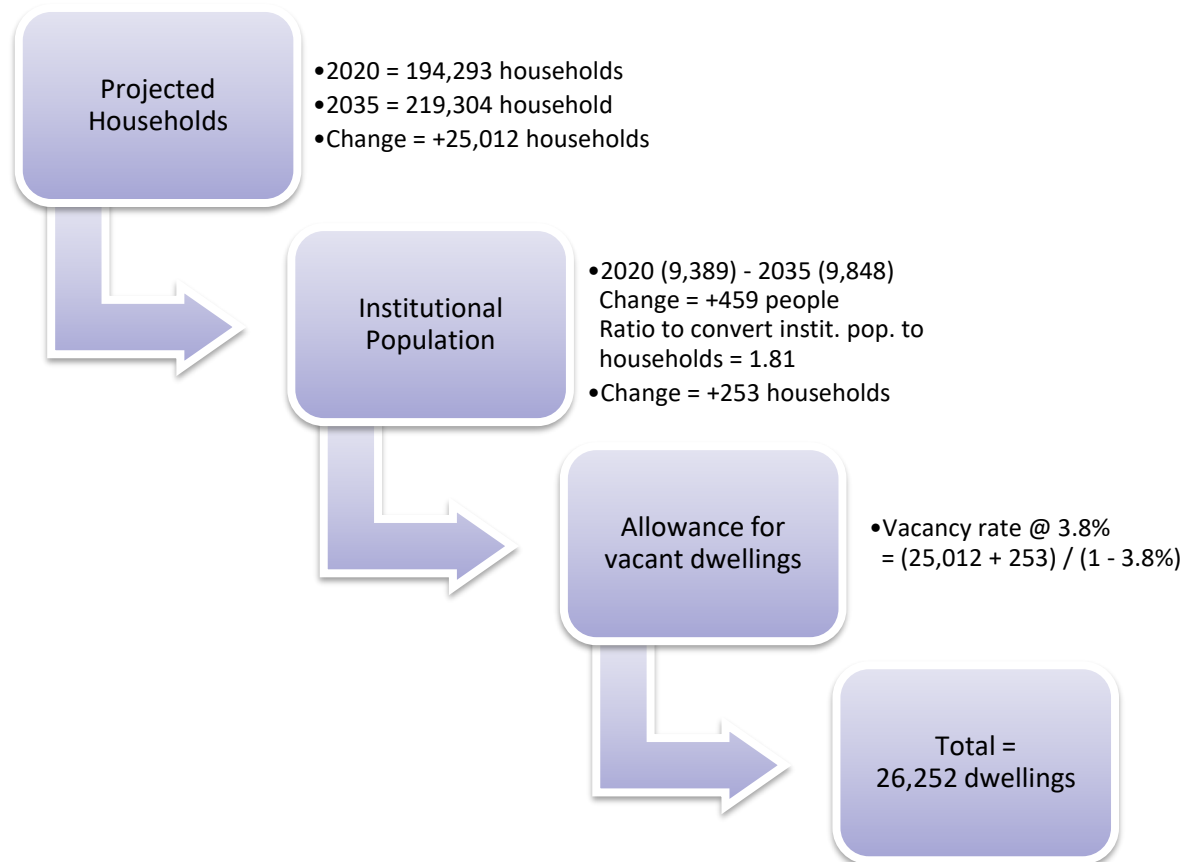 Projected
Households
•2020 = 194,293 households
•2035 = 219,304 household
•Change = +25,012 households
Institutional
Population
•2020 (9,389) - 2035 (9,848)
Change = +459 people
Ratio to convert instit. pop. to
households = 1.81
•Change = +253 households
Allowance for
vacant dwellings
•Vacancy rate @ 3.8%
= (25,012 + 253) / (1 - 3.8%)
Total =
26,252 dwellings